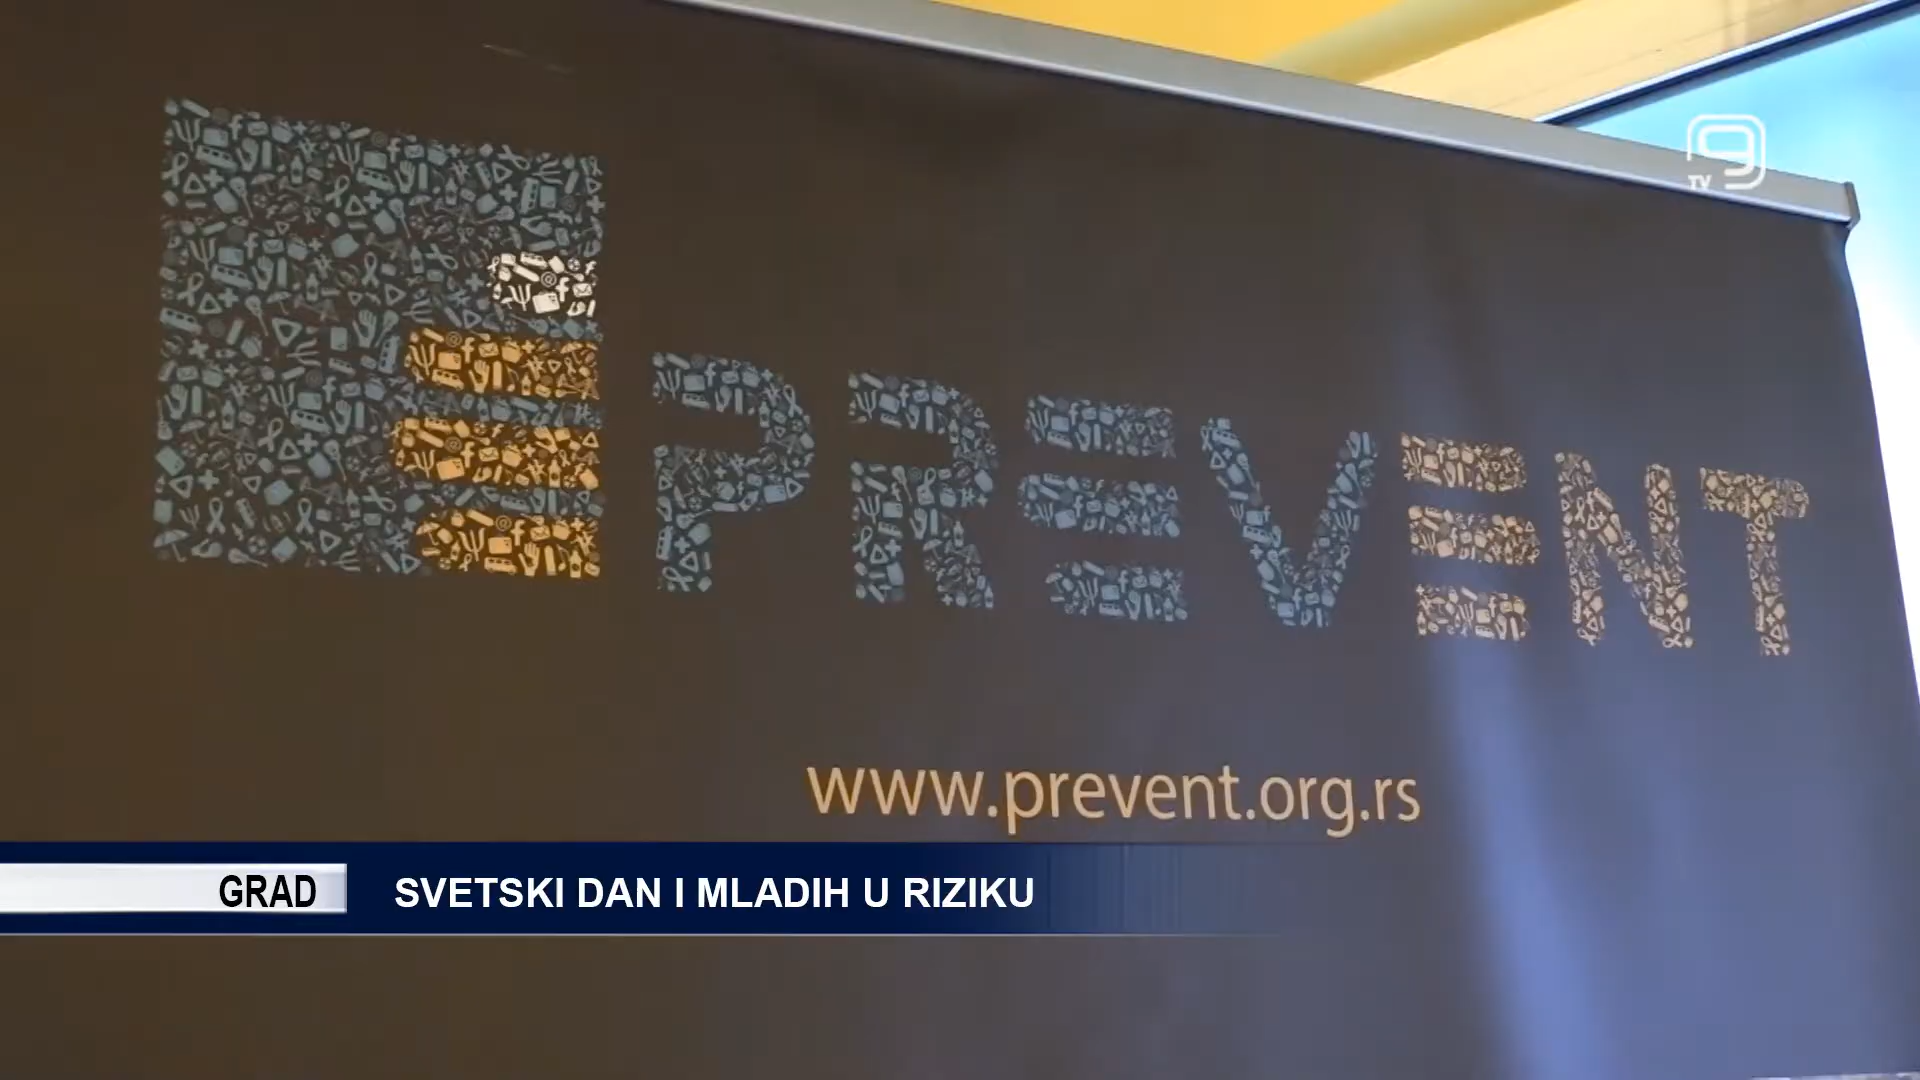 9
TV
PREVENT
www.prevent.org.rs
GRAD
SVETSKI DAN I MLADIH U RIZIKU